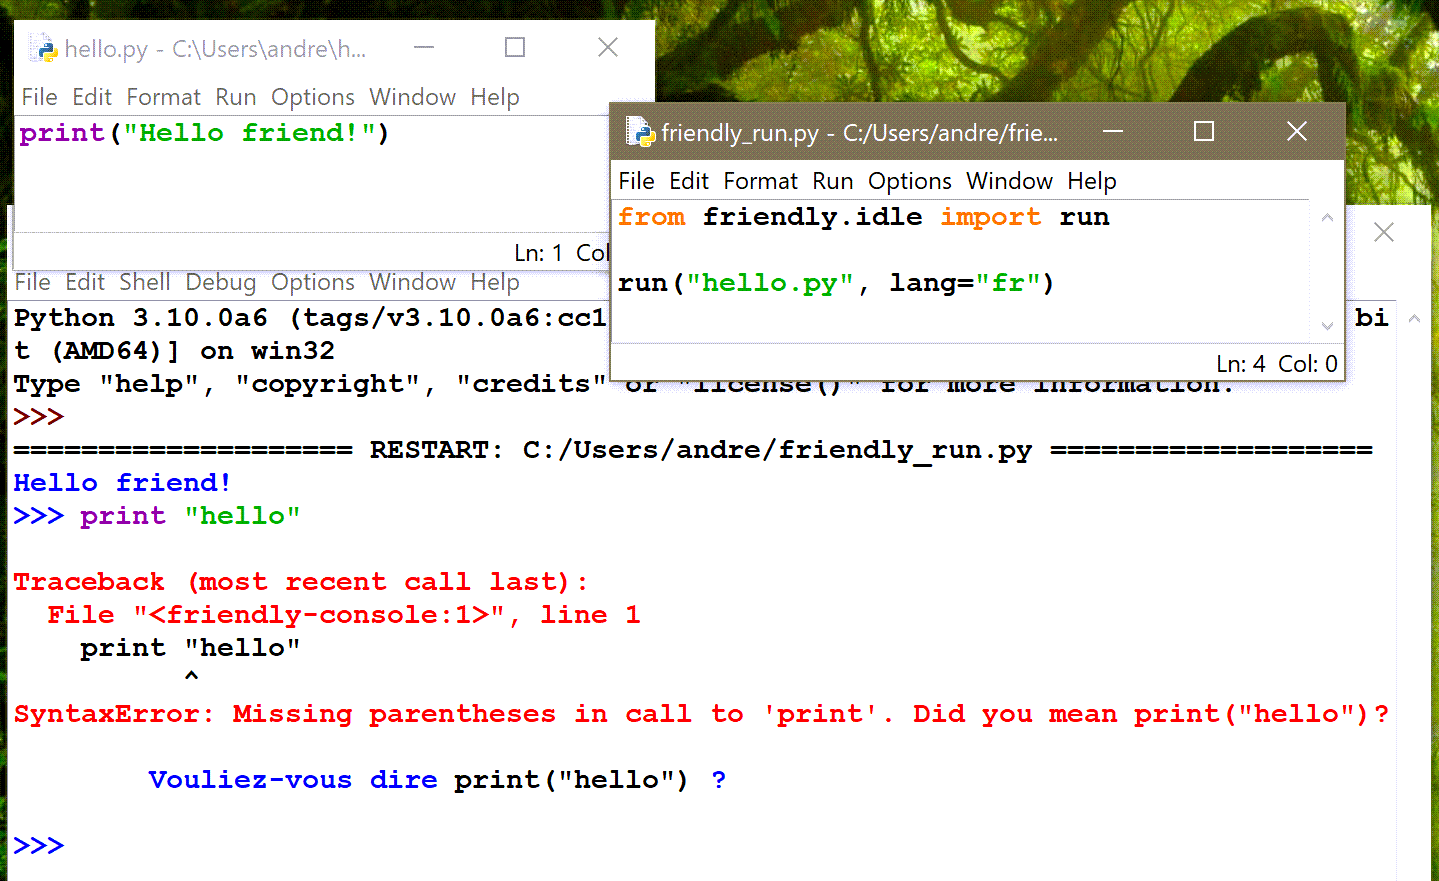 hello.py - C:\Users\andre\h...
File Edit Format Run Options Window Help
print("Hello friend!")
Ln: 1 Col
friendly_run.py - C:/Users/andre/frie...
File Edit Format Run Options Window Help
from friendly.idle import run
run("hello.py", lang="fr")
Ln: 4 Col: 0
File Edit Shell Debug Options Window Help
Python 3.10.0a6 (tags/v3.10.0a6:cc1 bi
t (AMD64)] on win32
Type "help", "copyright", "credits" or "license()" for more information.
>>>
==================== RESTART: C:/Users/andre/friendly_run.py ===================
Hello friend!
>>> print "hello"
Traceback (most recent call last):
File "<friendly-console:1>", line 1
print "hello"
^
SyntaxError: Missing parentheses in call to 'print'. Did you mean print("hello")?
Vouliez-vous dire print("hello") ?
>>>